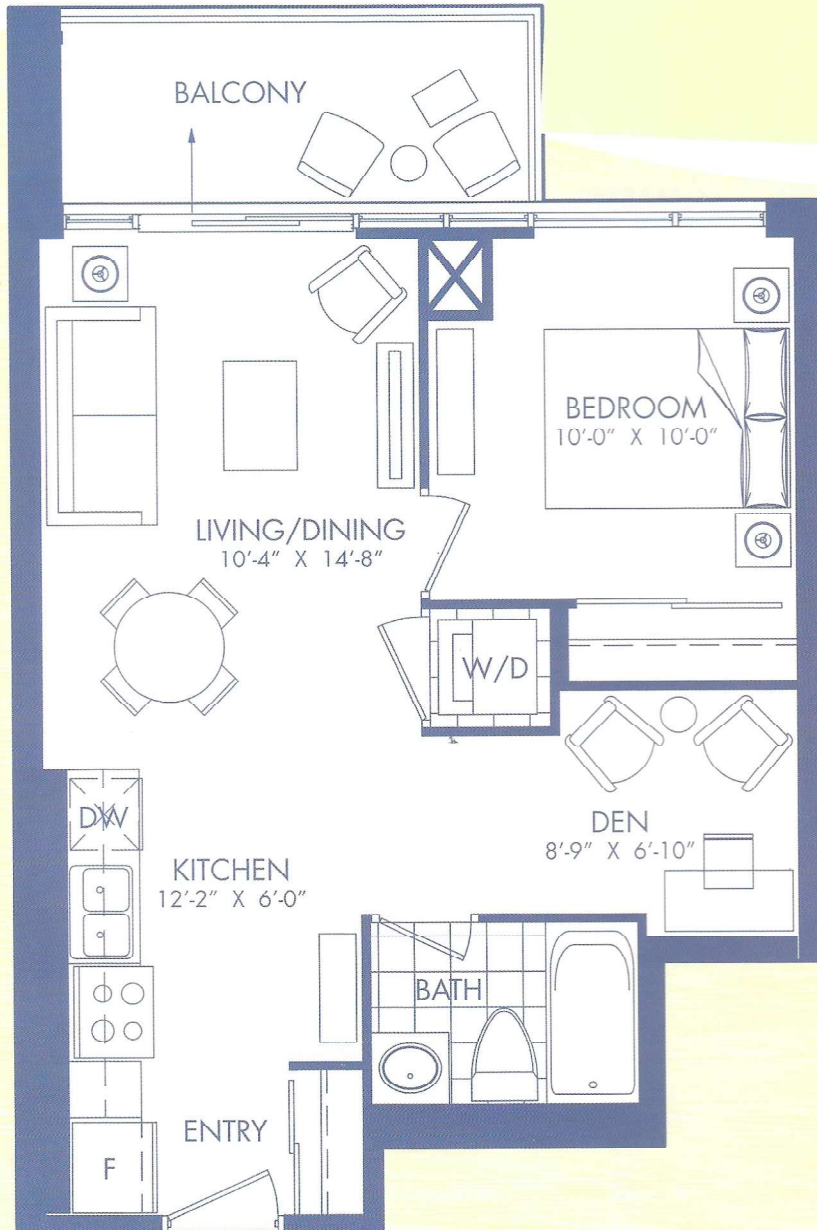 BALCONY
BEDROOM
10'-0" X 10'-0"
LIVING/DINING
10'-4" X 14'-8"
W/D
DW
DEN
8'-9" X 6'-10"
KITCHEN
12'-2" X 6'-0"
BATH
ENTRY
F